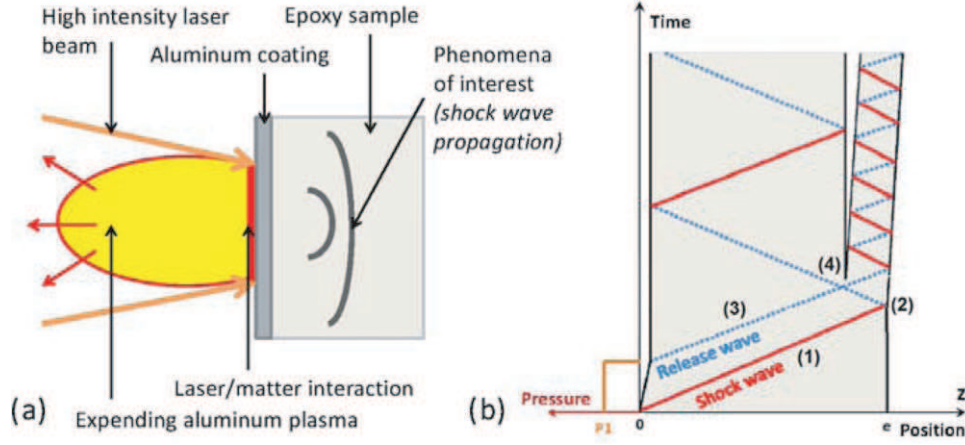 (a)
High intensity laser
beam
Aluminum coating
Epoxy sample
Phenomena
of interest
(shock wave
propagation)
Laser/matter interaction
Expending aluminum plasma
(b)
Time
(4)
(3)
(2)
(1)
Release wave
Shock wave
Pressure
P1
0
e
Z
Position